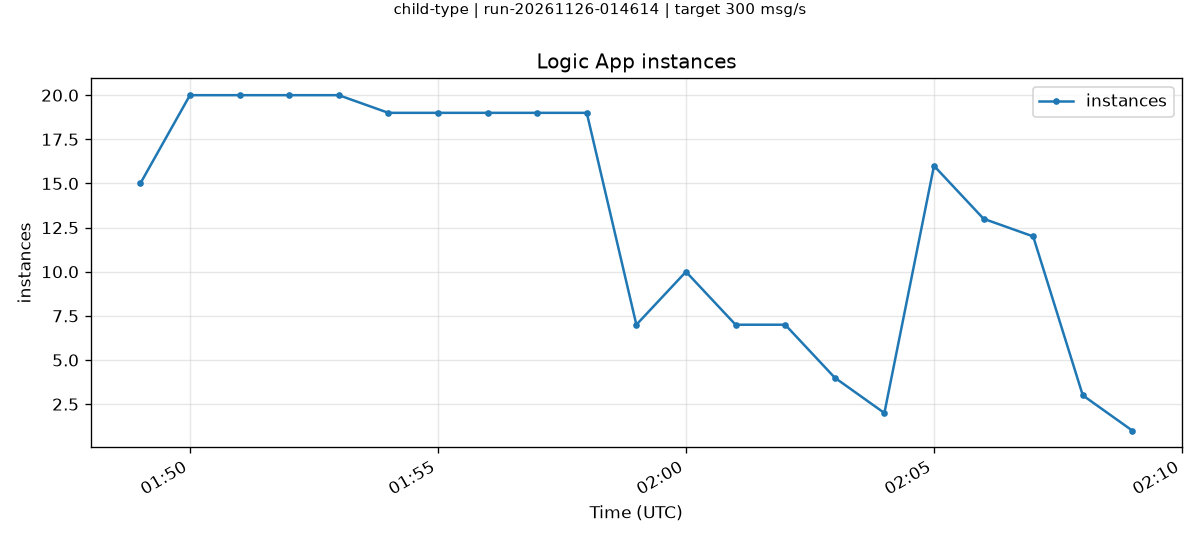 child-type | run-20261126-014614 | target 300 msg/s
Logic App instances
instances
20.0
17.5
15.0
12.5
10.0
7.5
5.0
2.5
instances
01:50
01:55
02:00
02:05
02:10
Time (UTC)